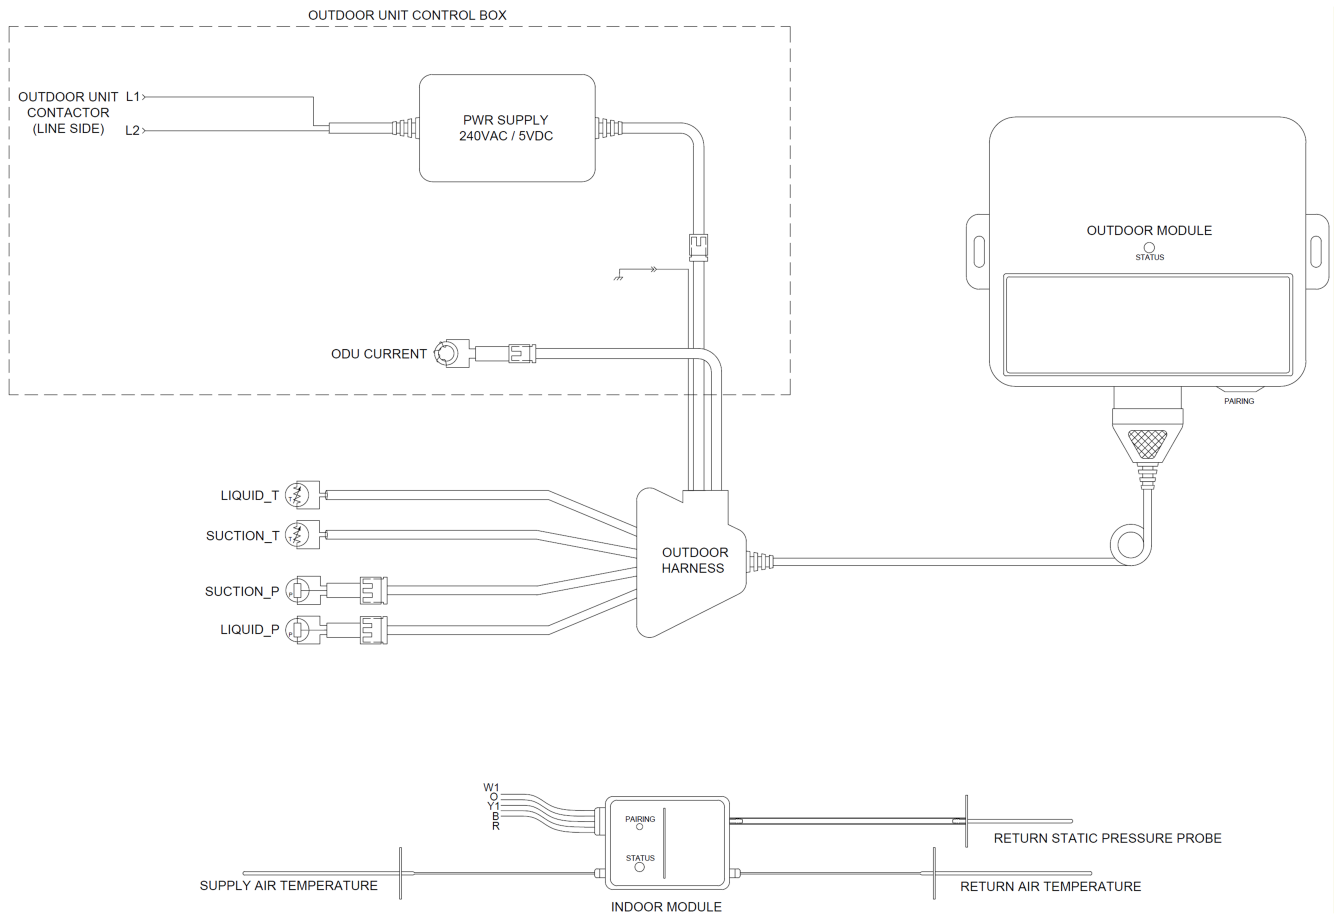 OUTDOOR UNIT CONTROL BOX
OUTDOOR UNIT L1
CONTACTOR
(LINE SIDE) L2
PWR SUPPLY
240VAC / 5VDC
OUTDOOR MODULE
STATUS
ODU CURRENT
PAIRING
LIQUID_T
T
SUCTION_T
T
OUTDOOR
HARNESS
SUCTION_P
P
LIQUID_P
P
W1
O
Y1
B
R
PAIRING
STATUS
RETURN STATIC PRESSURE PROBE
SUPPLY AIR TEMPERATURE
RETURN AIR TEMPERATURE
INDOOR MODULE